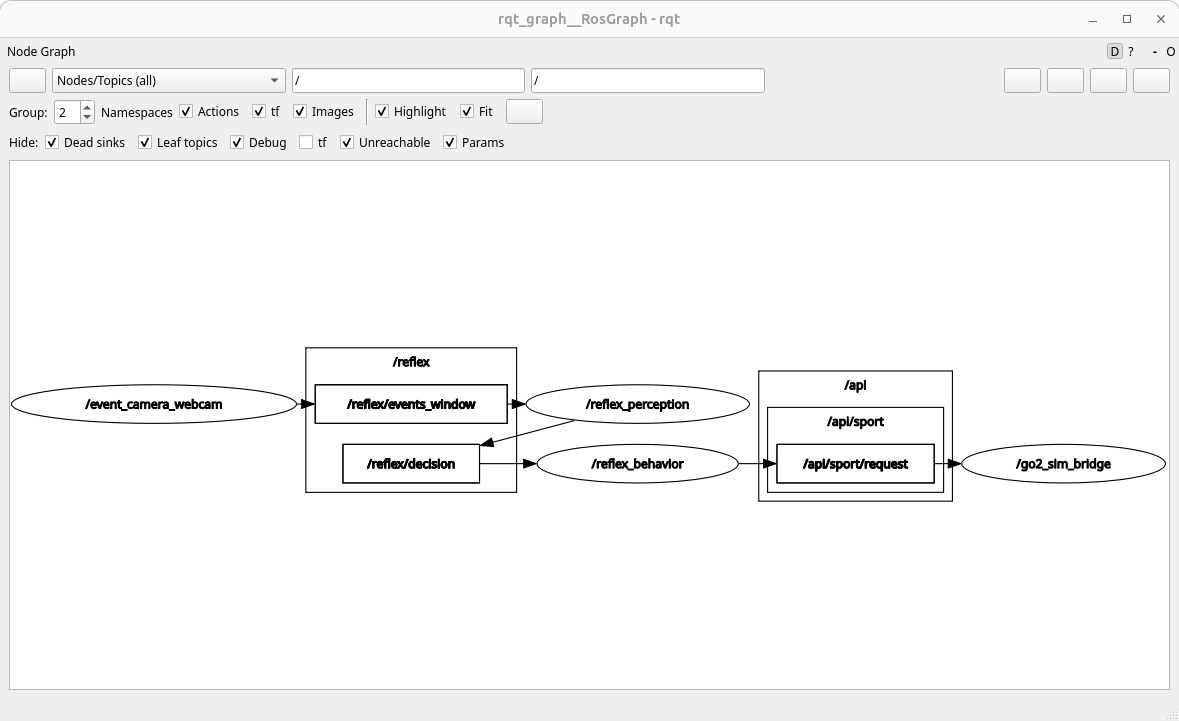 rqt_graph__RosGraph - rqt
Node Graph D ? - O
Nodes/Topics (all) / /
Group: 2 Namespaces Actions tf Images Highlight Fit
Hide: Dead sinks Leaf topics Debug tf Unreachable Params
/reflex
/event_camera_webcam
/reflex/events_window
/reflex_perception
/reflex/decision
/reflex_behavior
/api
/api/sport
/api/sport/request
/go2_sim_bridge